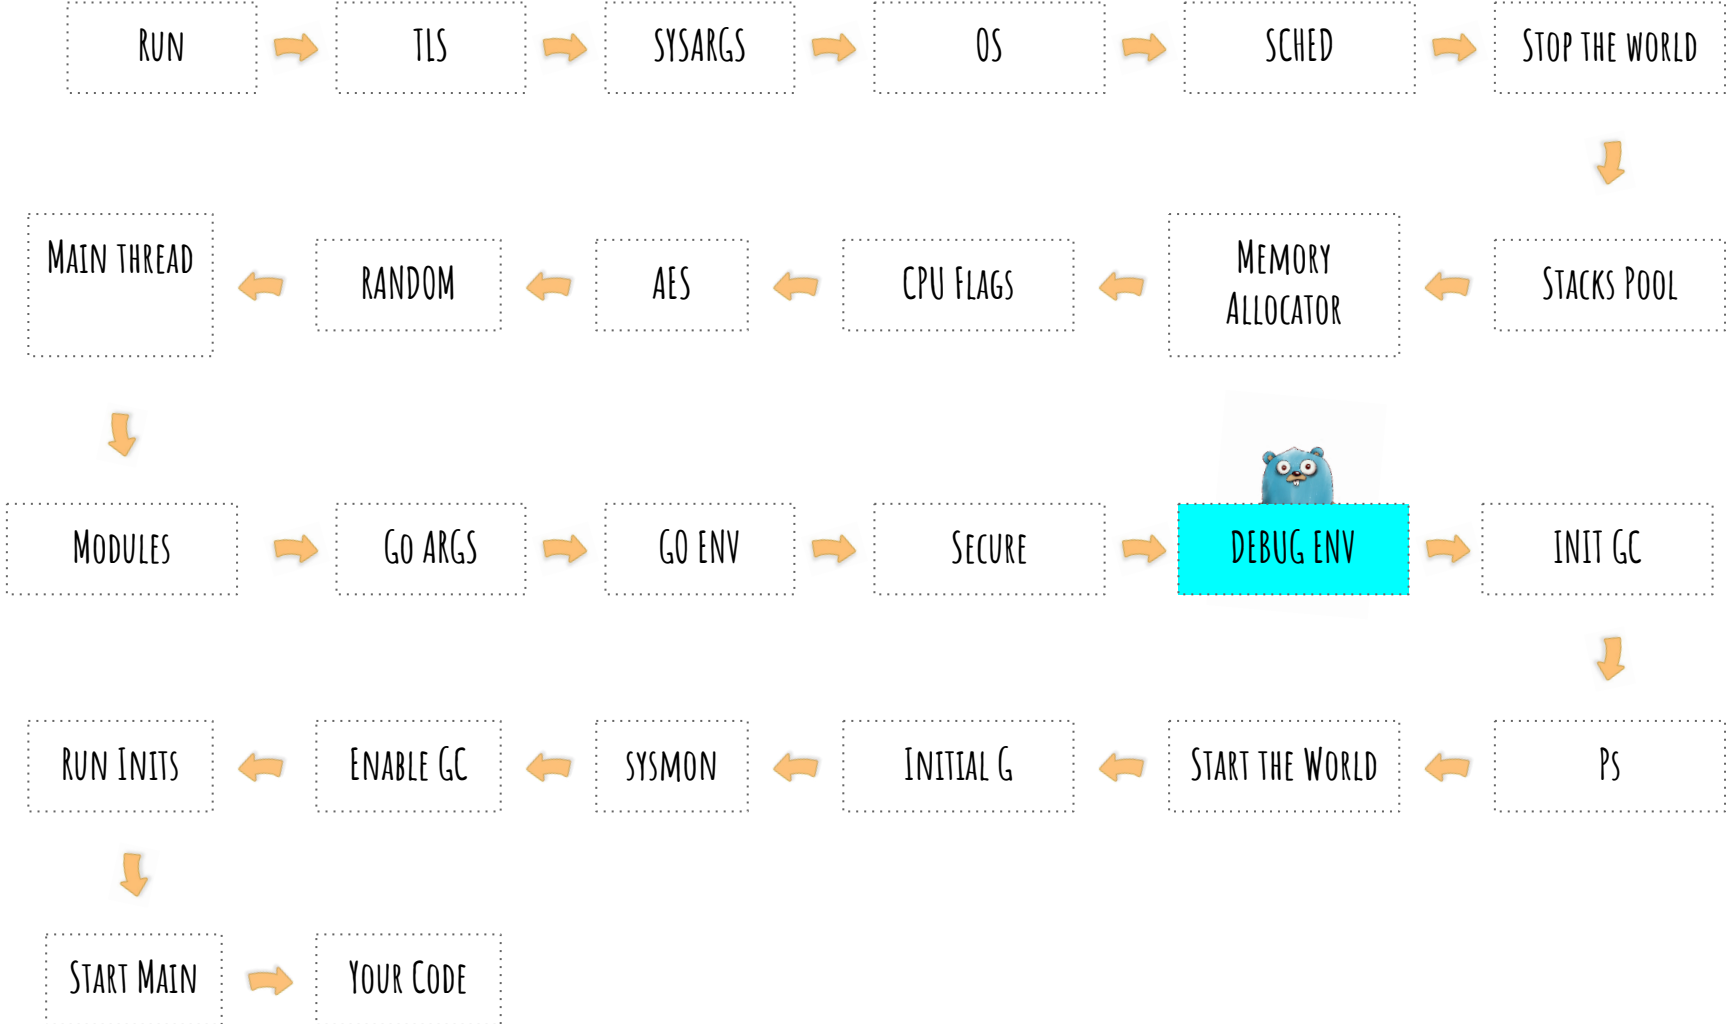 Run
TLS
SYSARGS
OS
SCHED
Stop the world
Stacks Pool
Memory
Allocator
CPU Flags
AES
RANDOM
Main thread
Modules
Go ARGS
GO ENV
Secure
DEBUG ENV
INIT GC
Ps
Start the World
Initial G
sysmon
Enable GC
Run Inits
Start Main
Your Code